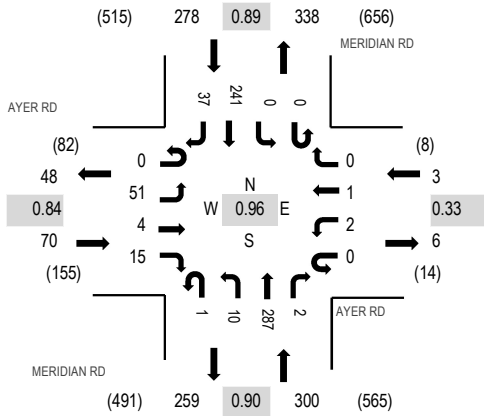 (515) 278 0.89 338 (656)
MERIDIAN RD
37 241 0 0
AYER RD
(82) (8)
48 0 0 3
51 N 1
0.84 W 0.96 E 0.33
4 S 2
70 15 0 6
(155) (14)
1 10 287 2
AYER RD
MERIDIAN RD
(491) 259 0.90 300 (565)